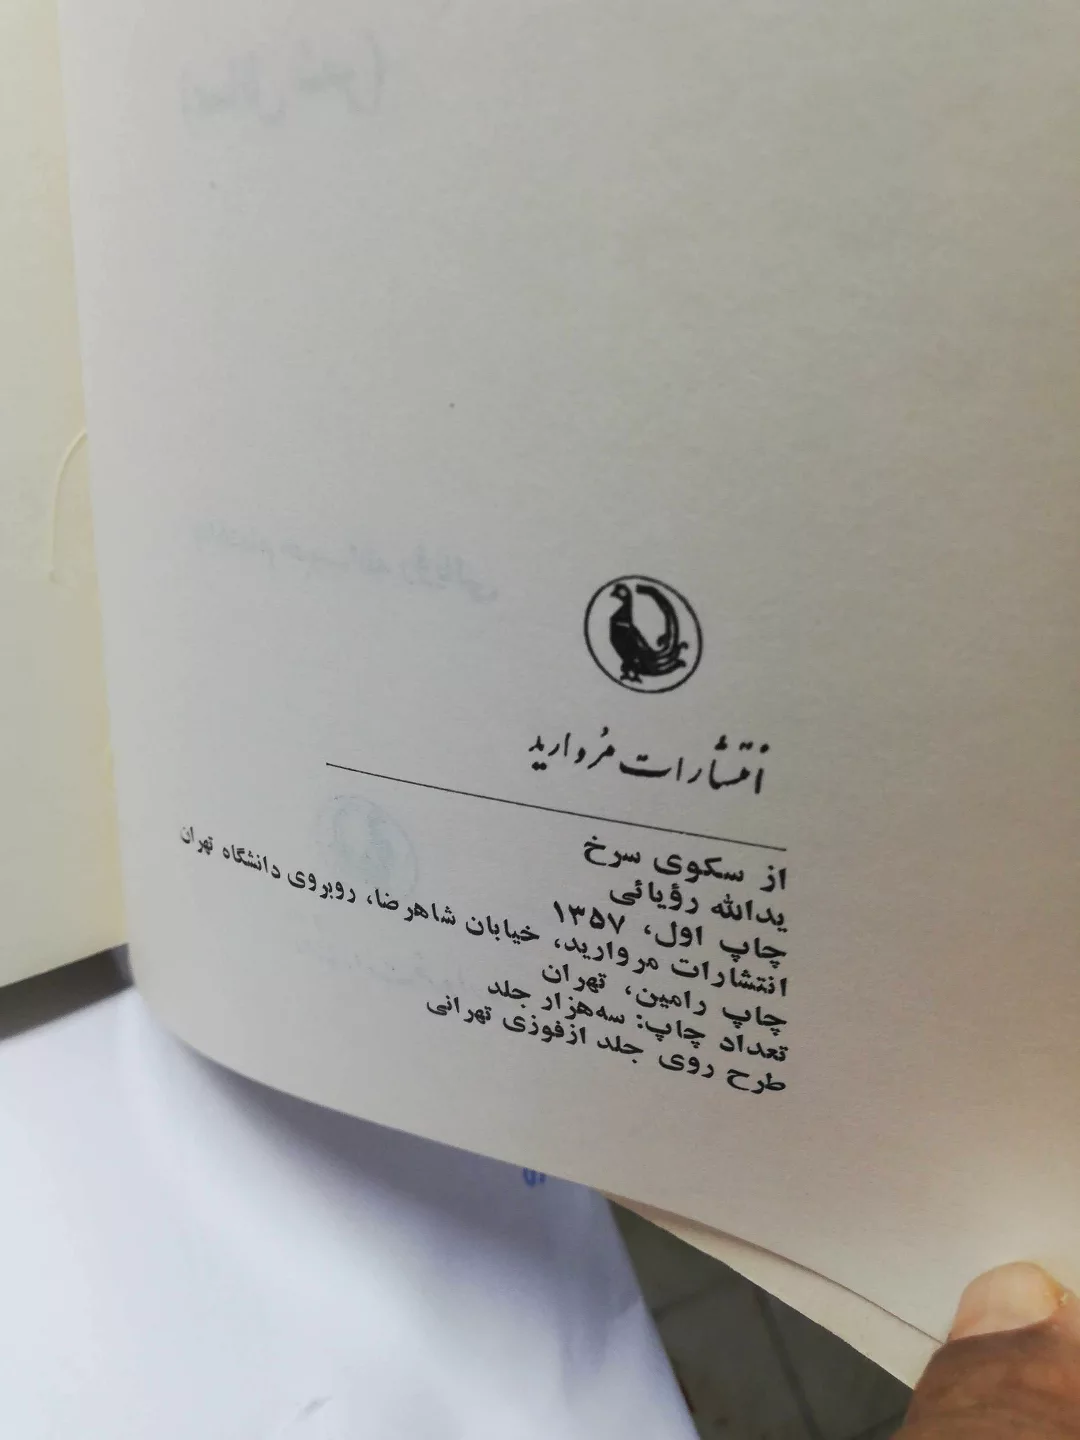 انتشارات مُروارید
از سکوی سرخ
یدالله رؤیائی
چاپ اول، ۱۳۵۷
انتشارات مروارید، خیابان شاهرضا، روبروی دانشگاه تهران
چاپ رامین، تهران
تعداد چاپ: سه‌هزار جلد
طرح روی جلد ازفوزی تهرانی